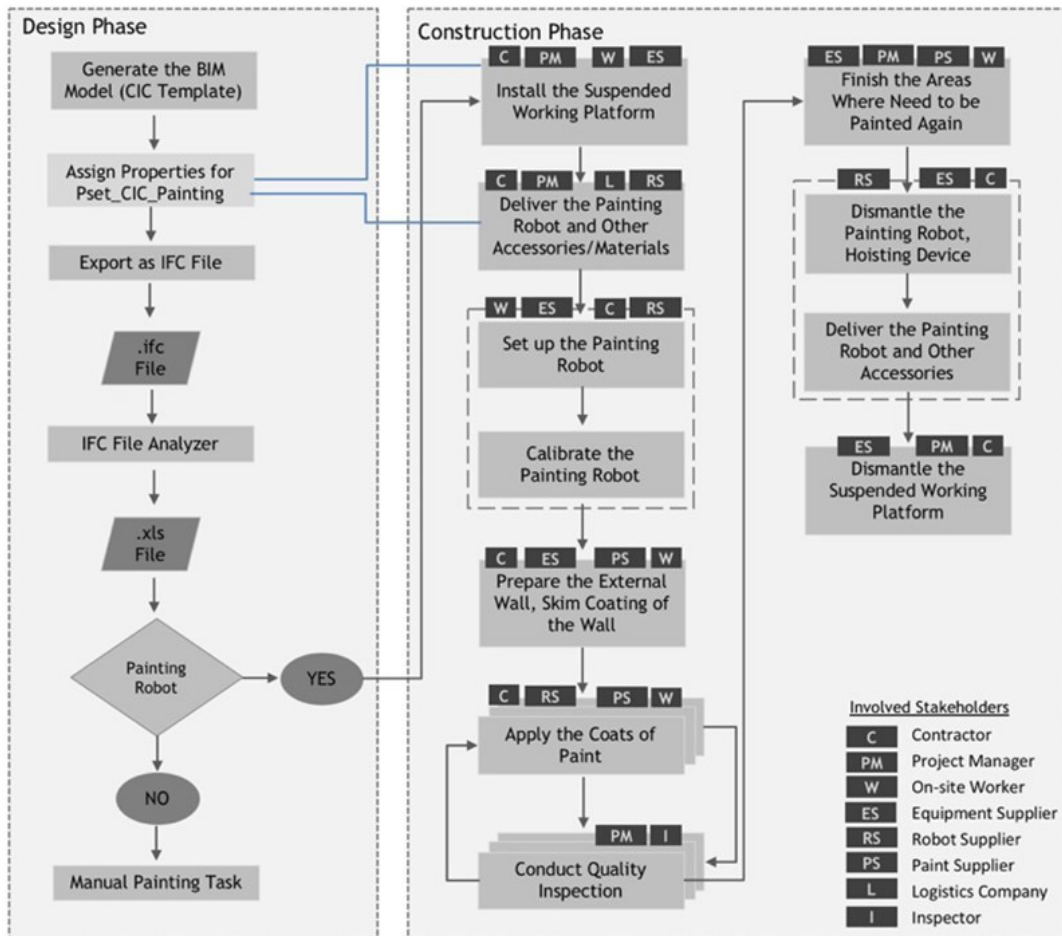 Design Phase
Generate the BIM
Model (CIC Template)
Assign Properties for
Pset_CIC_Painting
Export as IFC File
.ifc
File
IFC File Analyzer
.xls
File
Painting
Robot
YES
NO
Manual Painting Task
Construction Phase
C PM W ES
Install the Suspended
Working Platform
C PM L RS
Deliver the Painting
Robot and Other
Accessories/Materials
W ES C RS
Set up the Painting
Robot
Calibrate the
Painting Robot
C ES PS W
Prepare the External
Wall, Skim Coating of
the Wall
C RS PS W
Apply the Coats of
Paint
PM I
Conduct Quality
Inspection
ES PM PS W
Finish the Areas
Where Need to be
Painted Again
RS ES C
Dismantle the
Painting Robot,
Hoisting Device
Deliver the Painting
Robot and Other
Accessories
ES PM C
Dismantle the
Suspended Working
Platform
Involved Stakeholders
C Contractor
PM Project Manager
W On-site Worker
ES Equipment Supplier
RS Robot Supplier
PS Paint Supplier
L Logistics Company
I Inspector